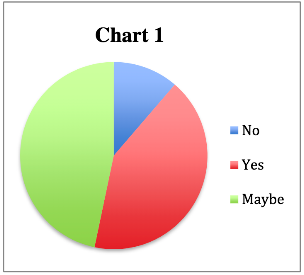 Chart 1
No
Yes
Maybe